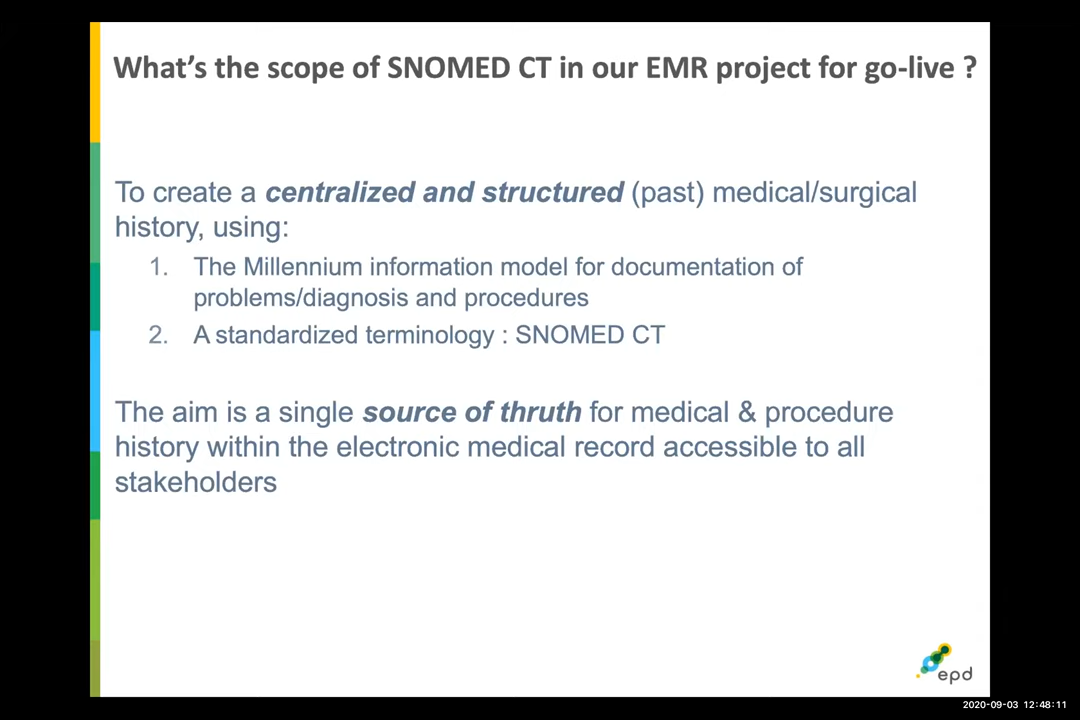 What's the scope of SNOMED CT in our EMR project for go-live ?
To create a centralized and structured (past) medical/surgical
history, using:
1. The Millennium information model for documentation of
problems/diagnosis and procedures
2. A standardized terminology : SNOMED CT
The aim is a single source of thruth for medical & procedure
history within the electronic medical record accessible to all
stakeholders
epd
2020-09-03 12:48:11